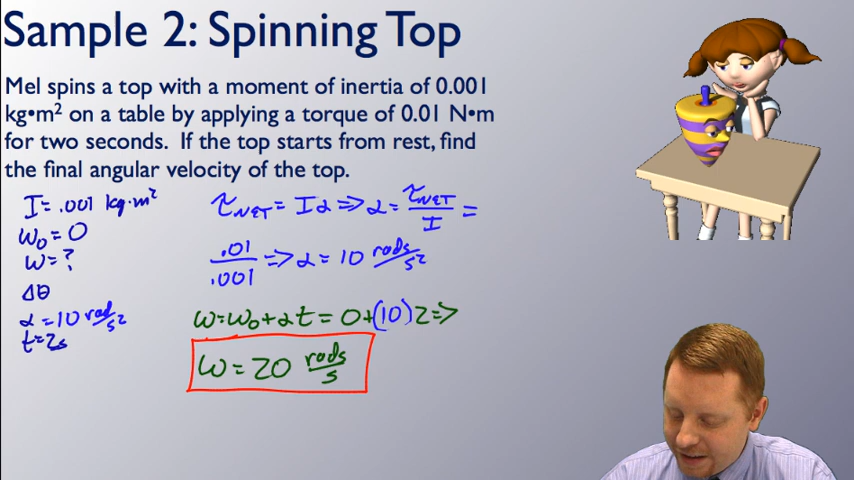 Sample 2: Spinning Top
Mel spins a top with a moment of inertia of 0.001
kg•m² on a table by applying a torque of 0.01 N•m
for two seconds. If the top starts from rest, find
the final angular velocity of the top.
I = .001 kg·m²
ω₀ = 0
ω = ?
Δθ
α = 10 rad/s²
t = 2s
τ_NET = Iα ⇒ α = τ_NET/I =
.01/.001 ⇒ α = 10 rads/s²
ω = ω₀ + αt = 0 + (10) 2 ⇒
ω = 20 rads/s